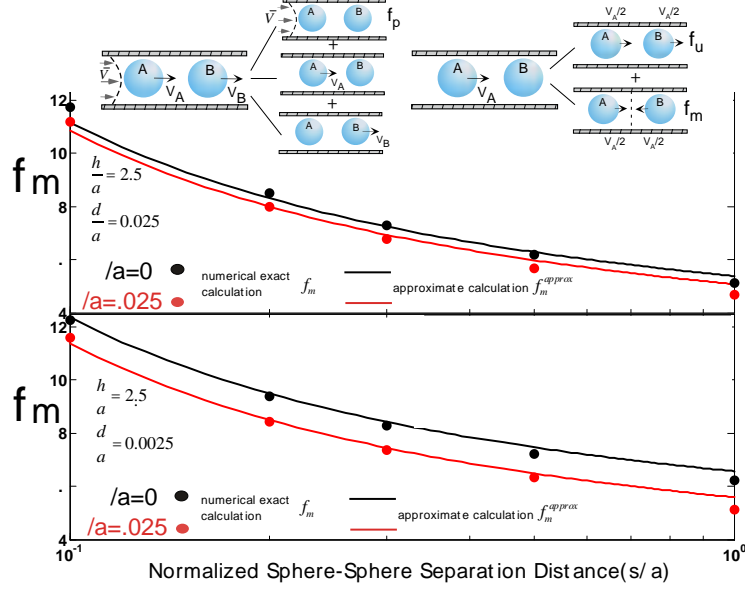 V̄ A B f_p
+
V_A/2 V_A/2
A B f_u
V̄ A B V_A V_B
A B V_A
A B V_A
+
+
A B f_m
A B V_B
V_A/2 V_A/2
12
10
8
.
4
f_m
h/a = 2.5
d/a = 0.025
/a=0 numerical exact calculation f_m approximate calculation f_m^approx
/a=.025
12
10
8
.
4
f_m
h/a = 2.5
d/a = 0.0025
/a=0 numerical exact calculation f_m approximate calculation f_m^approx
/a=.025
10^-1 10^0
Normalized Sphere-Sphere Separation Distance(s/a)